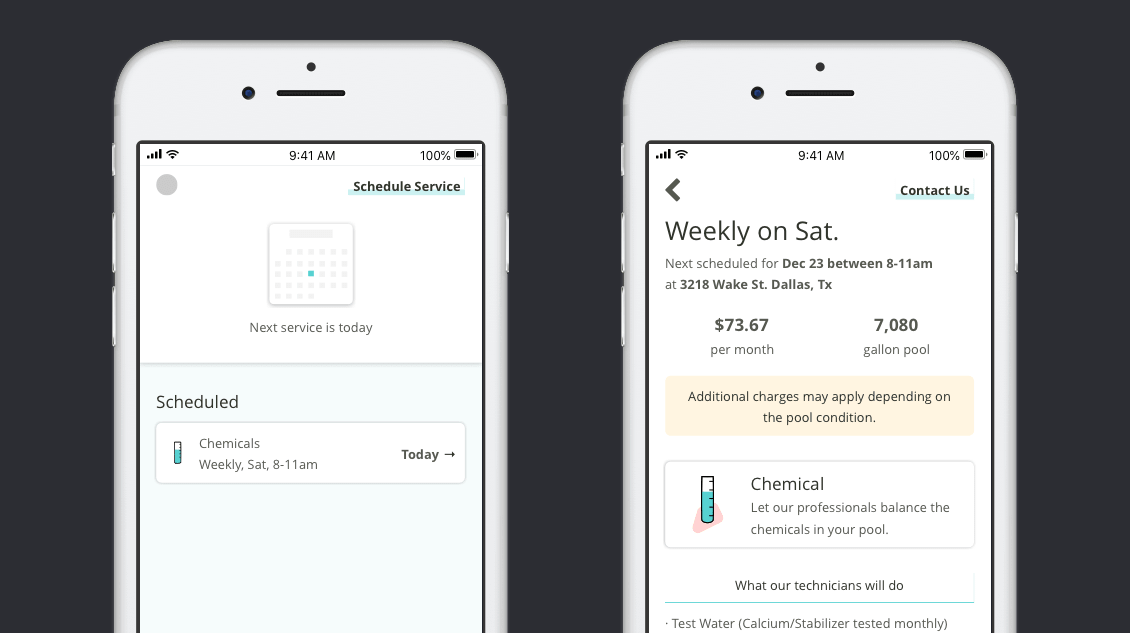 9:41 AM
100%
Schedule Service
Next service is today
Scheduled
Chemicals
Weekly, Sat, 8-11am
Today →
9:41 AM
100%
Contact Us
Weekly on Sat.
Next scheduled for Dec 23 between 8-11am
at 3218 Wake St. Dallas, Tx
$73.67
per month
7,080
gallon pool
Additional charges may apply depending on
the pool condition.
Chemical
Let our professionals balance the
chemicals in your pool.
What our technicians will do
· Test Water (Calcium/Stabilizer tested monthly)